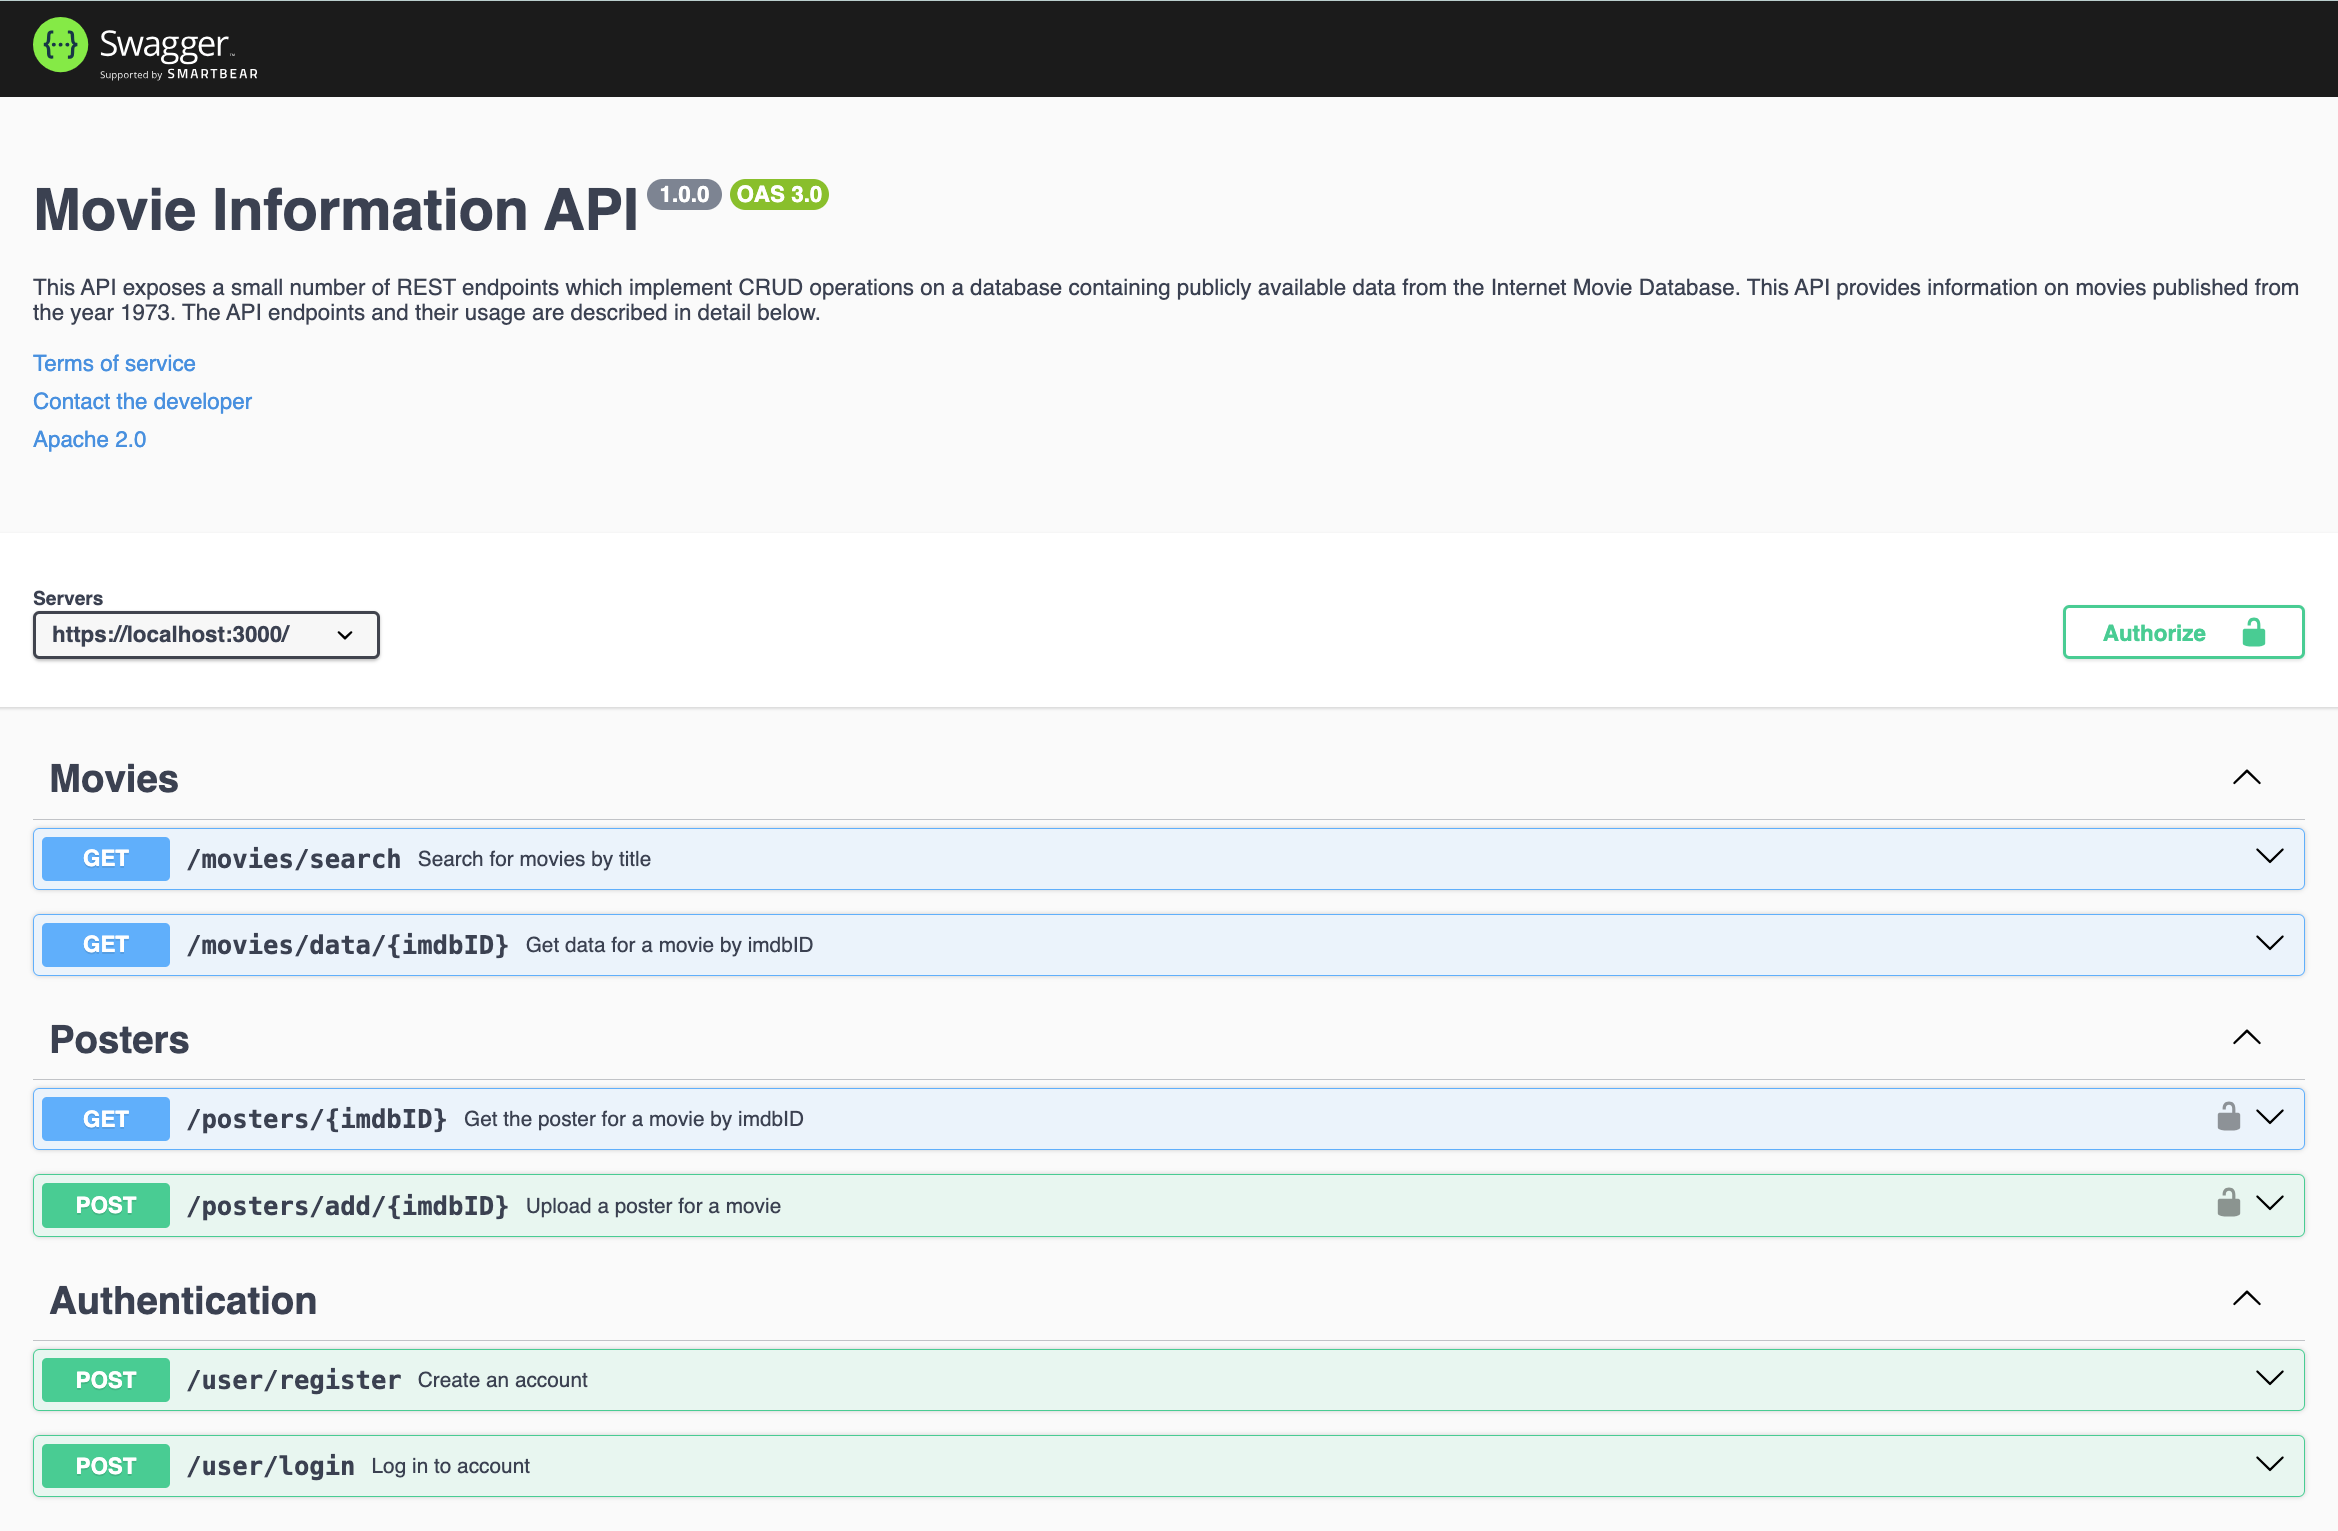 Swagger™
Supported by SMARTBEAR
Movie Information API 1.0.0 OAS 3.0
This API exposes a small number of REST endpoints which implement CRUD operations on a database containing publicly available data from the Internet Movie Database. This API provides information on movies published from
the year 1973. The API endpoints and their usage are described in detail below.
Terms of service
Contact the developer
Apache 2.0
Servers
https://localhost:3000/
Authorize
Movies
GET /movies/search Search for movies by title
GET /movies/data/{imdbID} Get data for a movie by imdbID
Posters
GET /posters/{imdbID} Get the poster for a movie by imdbID
POST /posters/add/{imdbID} Upload a poster for a movie
Authentication
POST /user/register Create an account
POST /user/login Log in to account